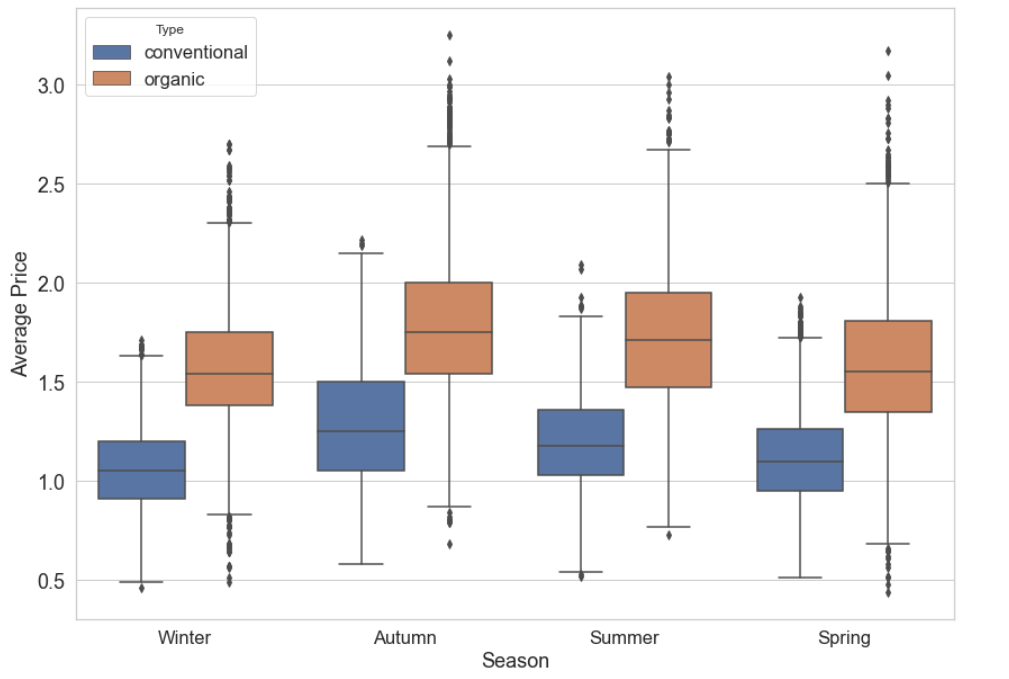 Type
conventional
organic
3.0
2.5
2.0
1.5
1.0
0.5
Average Price
Winter Autumn Summer Spring
Season